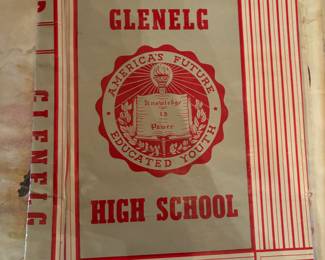 GLENELG
GLENELG
AMERICA'S FUTURE
Knowledge
is
Power
EDUCATED YOUTH
HIGH SCHOOL